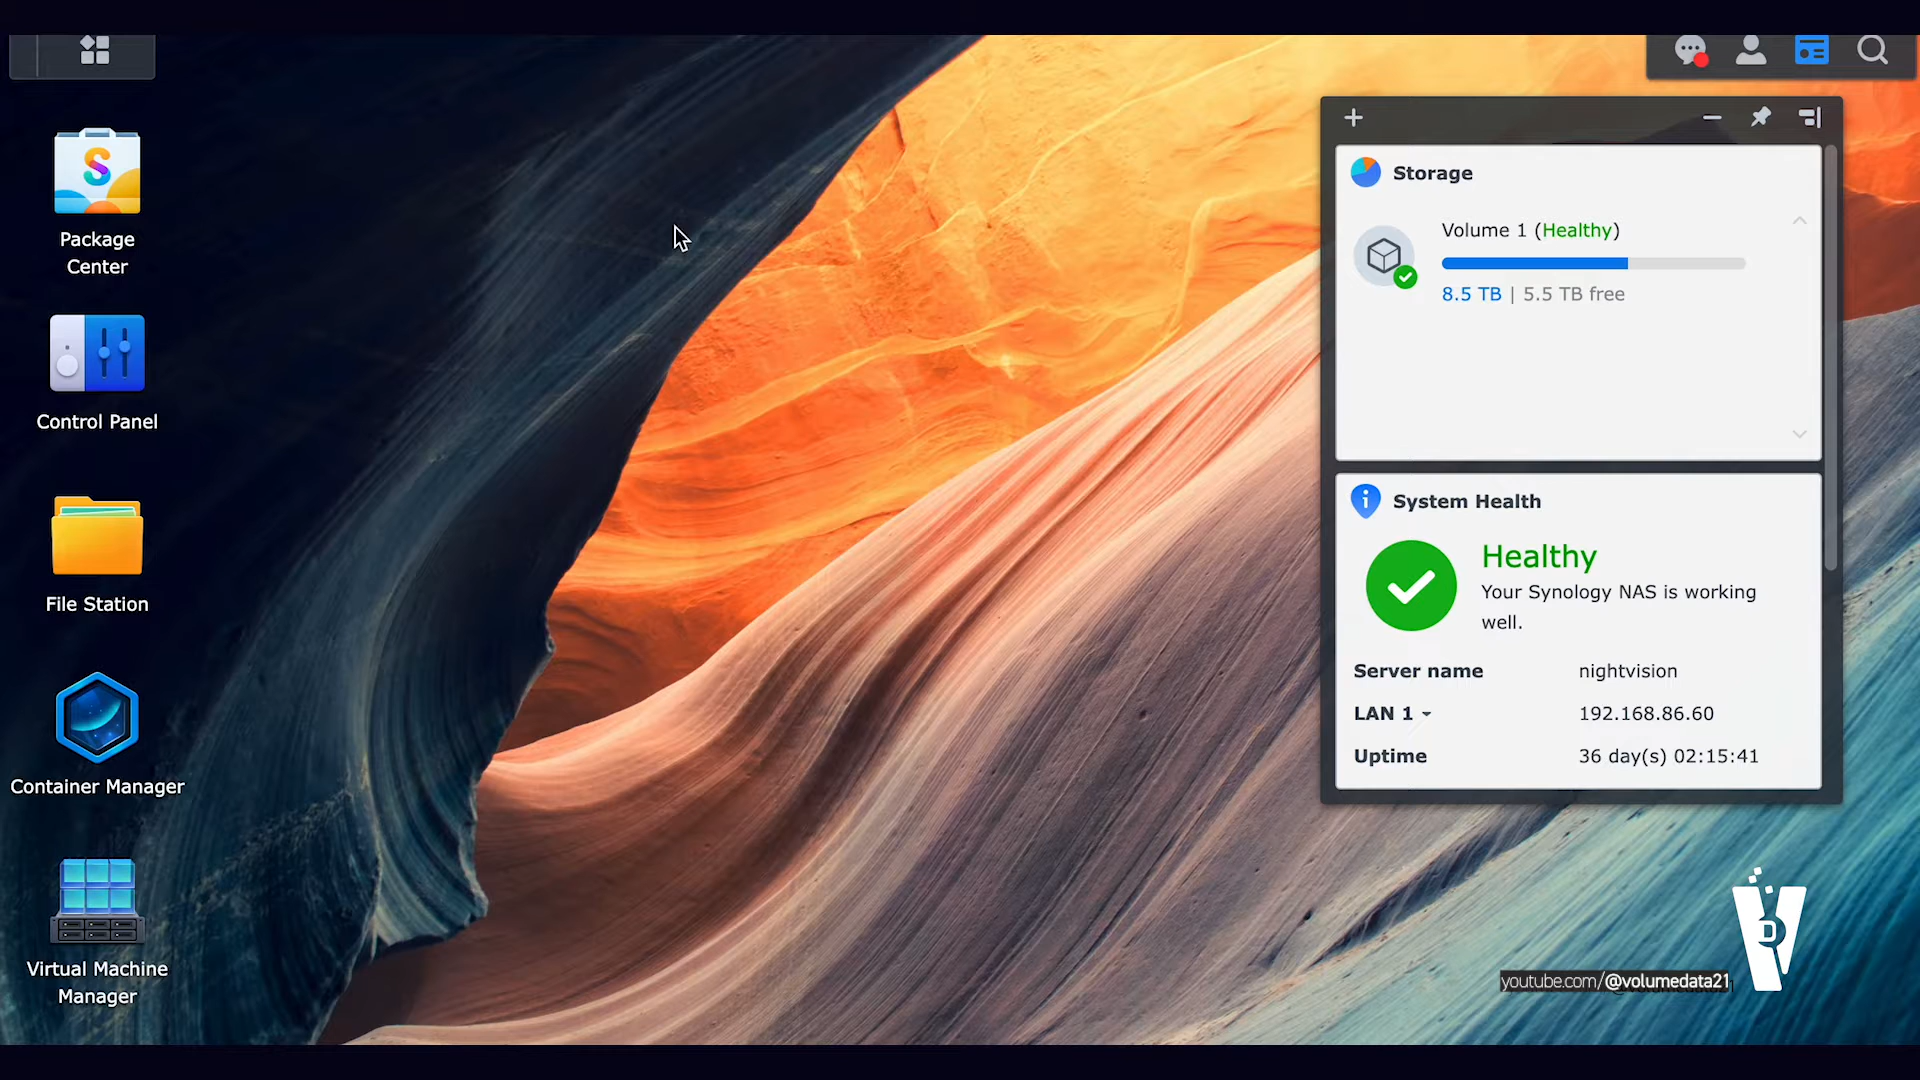 Package
Center
Control Panel
File Station
Container Manager
Virtual Machine
Manager
Storage
Volume 1 (Healthy)
8.5 TB | 5.5 TB free
System Health
Healthy
Your Synology NAS is working
well.
Server name nightvision
LAN 1 192.168.86.60
Uptime 36 day(s) 02:15:41
youtube.com/@volumedata21